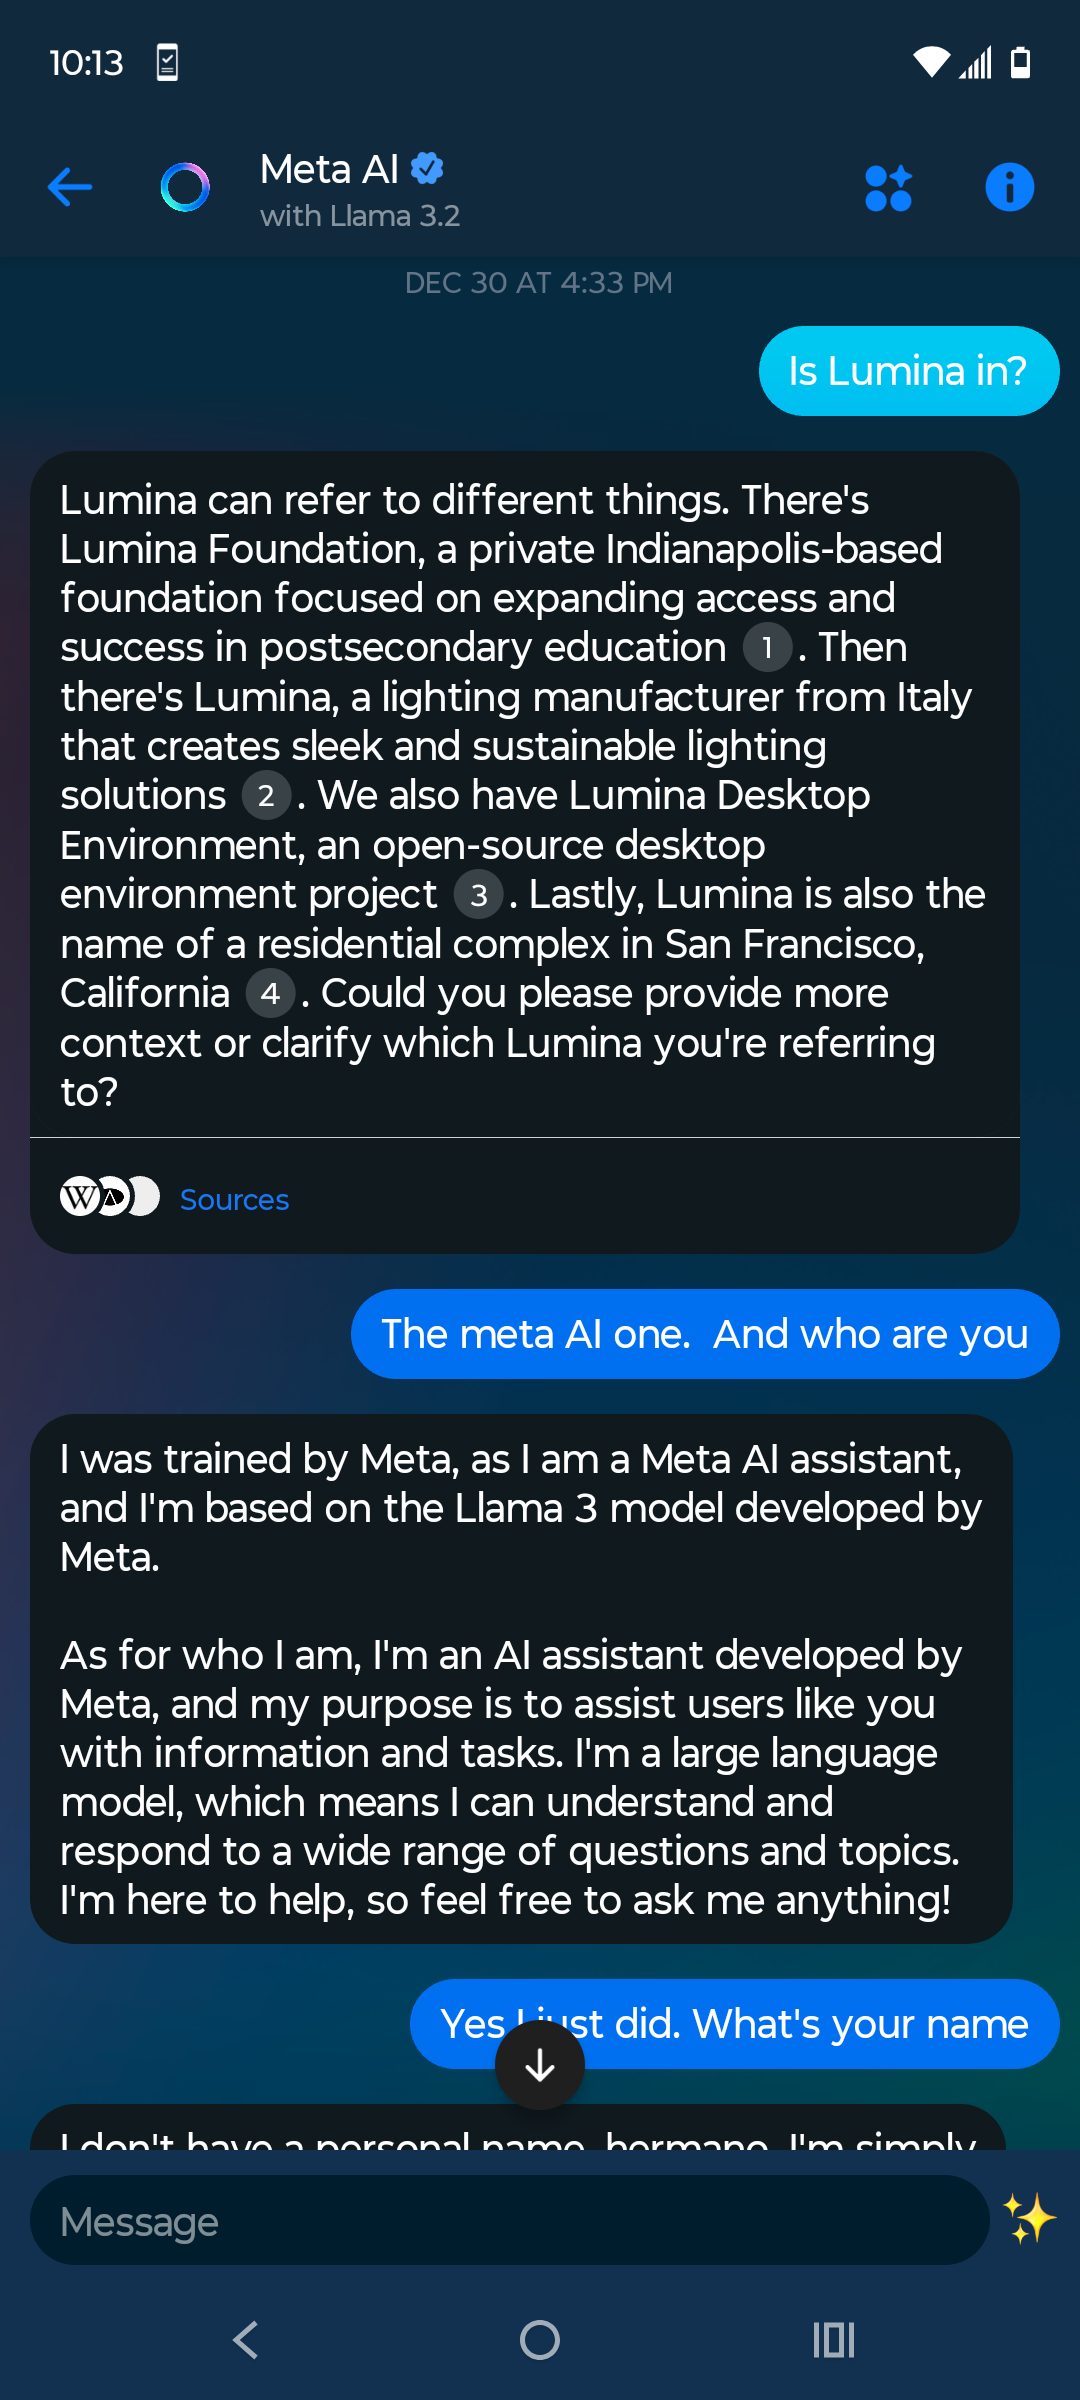 10:13
Meta AI
with Llama 3.2
DEC 30 AT 4:33 PM
Is Lumina in?
Lumina can refer to different things. There's
Lumina Foundation, a private Indianapolis-based
foundation focused on expanding access and
success in postsecondary education 1 . Then
there's Lumina, a lighting manufacturer from Italy
that creates sleek and sustainable lighting
solutions 2 . We also have Lumina Desktop
Environment, an open-source desktop
environment project 3 . Lastly, Lumina is also the
name of a residential complex in San Francisco,
California 4 . Could you please provide more
context or clarify which Lumina you're referring
to?
W
Sources
The meta AI one.  And who are you
I was trained by Meta, as I am a Meta AI assistant,
and I'm based on the Llama 3 model developed by
Meta.
As for who I am, I'm an AI assistant developed by
Meta, and my purpose is to assist users like you
with information and tasks. I'm a large language
model, which means I can understand and
respond to a wide range of questions and topics.
I'm here to help, so feel free to ask me anything!
Yes I just did. What's your name
I don't have a personal name, hermano. I'm simply
Message